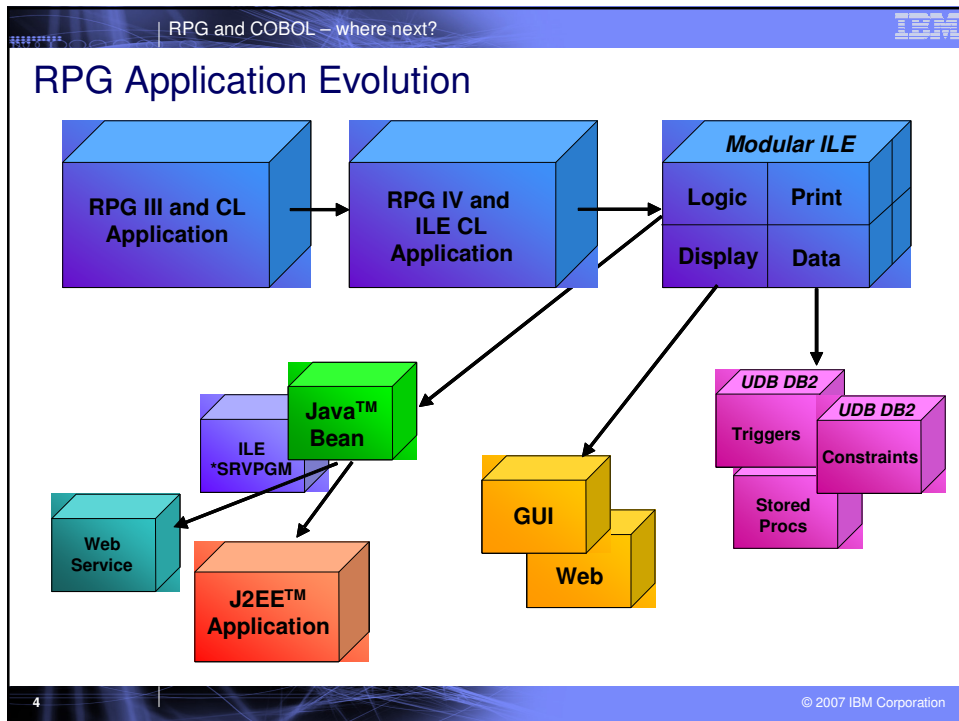 RPG and COBOL – where next?
IBM
RPG Application Evolution
RPG III and CL
Application
RPG IV and
ILE CL
Application
Modular ILE
Logic
Print
Display
Data
Java™
Bean
ILE
*SRVPGM
Web
Service
J2EE™
Application
GUI
Web
UDB DB2
Triggers
UDB DB2
Constraints
Stored
Procs
4
© 2007 IBM Corporation